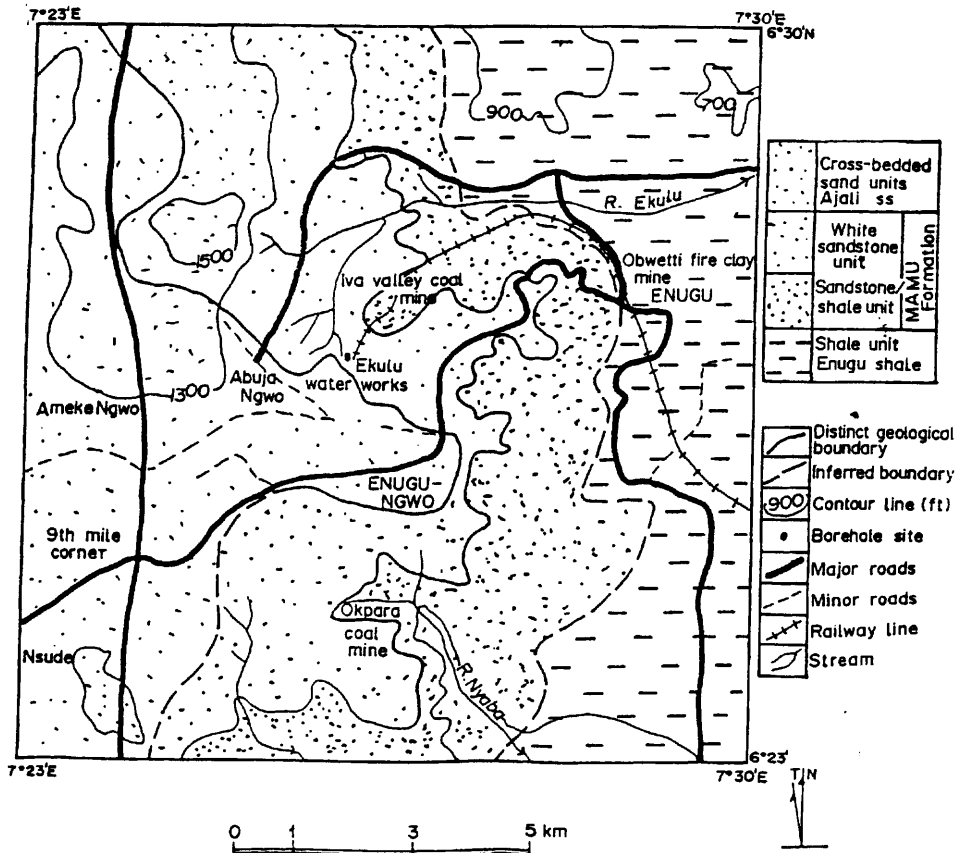 7°23'E
7°30'E
6°30'N
900
700
R. Ekulu
1500
Iva valley coal
mine
Obwetti fire clay
mine
ENUGU
Ekulu
water works
Abuja
Ngwo
1300
Ameke Ngwo
ENUGU-
NGWO
9th mile
corner
Okpara
coal
mine
Nsude
R. Nyaba
7°23'E
6°23'
7°30'E
Cross-bedded
sand units
Ajali ss
White
sandstone
unit
Sandstone/
shale unit
MAMU
Formation
Shale unit
Enugu shale
Distinct geological
boundary
Inferred boundary
900
Contour line (ft)
Borehole site
Major roads
Minor roads
Railway line
Stream
0 1 3 5 km